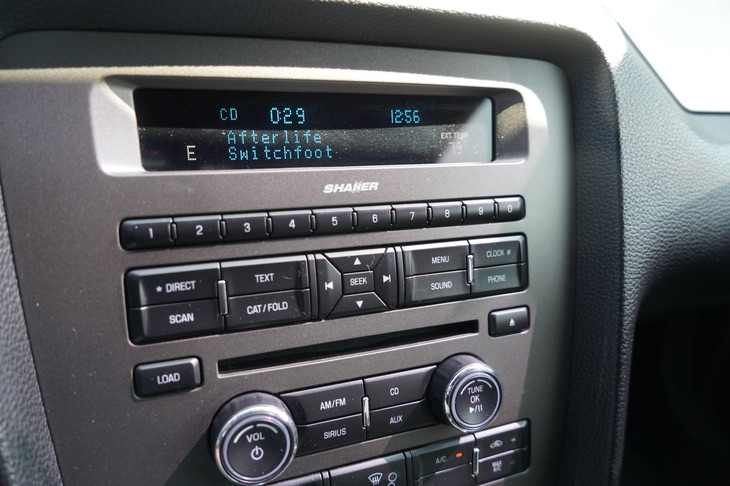 CD 0:29 12:56
Afterlife EXT TEMP
E Switchfoot 79°
SHAKER
1 2 3 4 5 6 7 8 9 0
* DIRECT TEXT MENU CLOCK #
SEEK
SCAN CAT/FOLD SOUND PHONE
LOAD
AM/FM CD TUNE
OK
SIRIUS AUX
VOL
A/C MAX
A/C